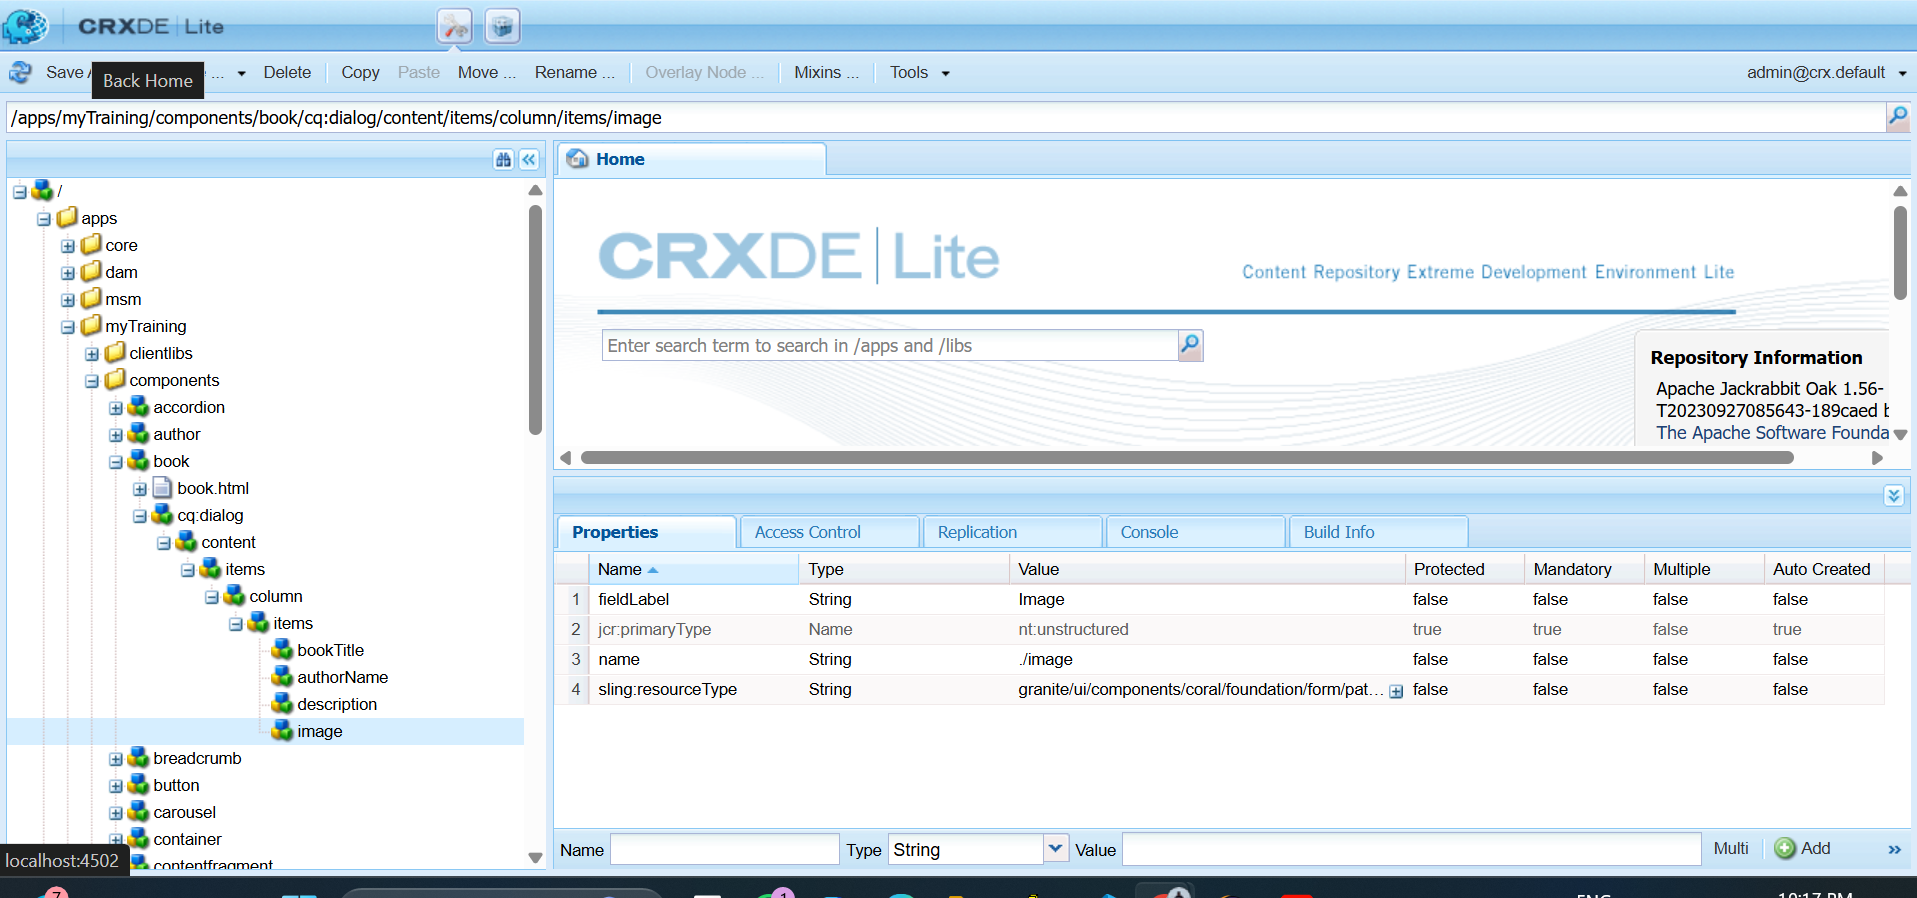 CRXDE | Lite
Save A
Back Home
... Delete Copy Paste Move ... Rename ... Overlay Node ... Mixins ... Tools admin@crx.default
/apps/myTraining/components/book/cq:dialog/content/items/column/items/image
/
apps
core
dam
msm
myTraining
clientlibs
components
accordion
author
book
book.html
cq:dialog
content
items
column
items
bookTitle
authorName
description
image
breadcrumb
button
carousel
container
contentfragment
localhost:4502
Home
CRXDE | Lite
Content Repository Extreme Development Environment Lite
Enter search term to search in /apps and /libs
Repository Information
Apache Jackrabbit Oak 1.56-
T20230927085643-189caed b
The Apache Software Founda
Properties Access Control Replication Console Build Info
Name Type Value Protected Mandatory Multiple Auto Created
1 fieldLabel String Image false false false false
2 jcr:primaryType Name nt:unstructured true true false true
3 name String ./image false false false false
4 sling:resourceType String granite/ui/components/coral/foundation/form/pat... false false false false
Name Type String Value Multi Add »
7 1 ENG 10:17 PM